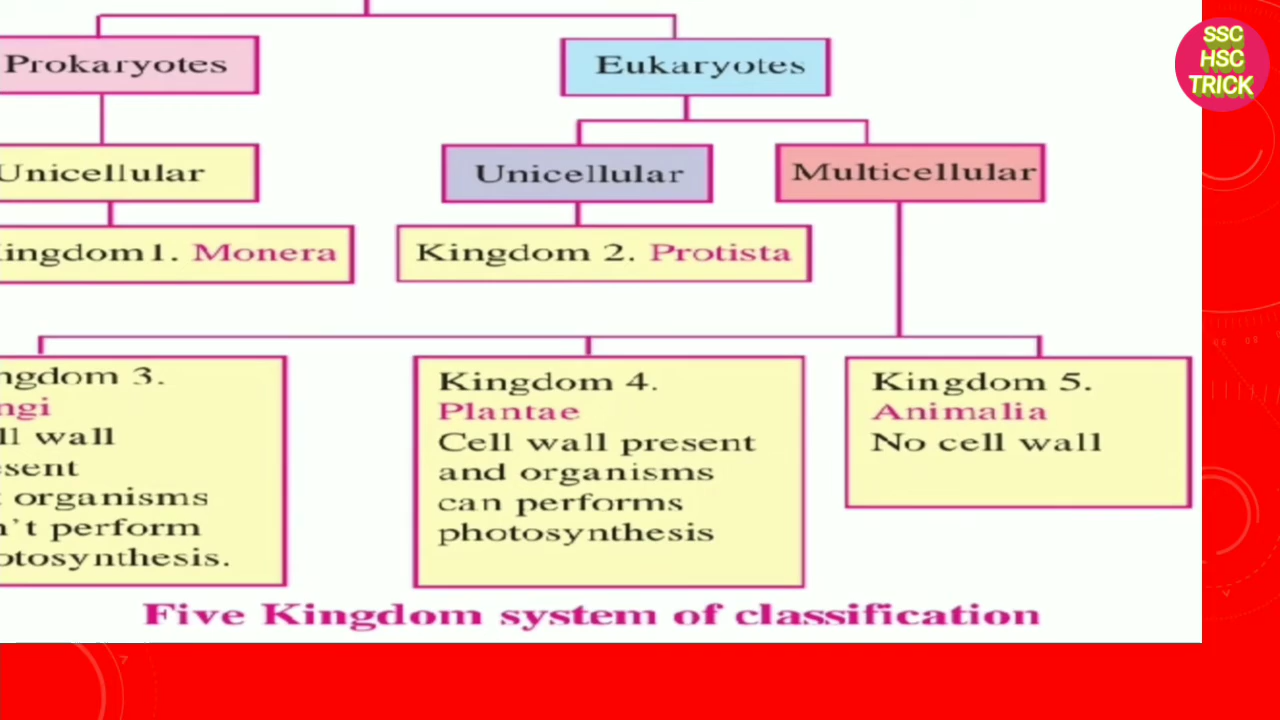 SSC
HSC
TRICK
Prokaryotes
Eukaryotes
Unicellular
Unicellular
Multicellular
ingdom1. Monera
Kingdom 2. Protista
ngdom 3.
ngi
ll wall
sent
organisms
n't perform
otosynthesis.
Kingdom 4.
Plantae
Cell wall present
and organisms
can performs
photosynthesis
Kingdom 5.
Animalia
No cell wall
Five Kingdom system of classification